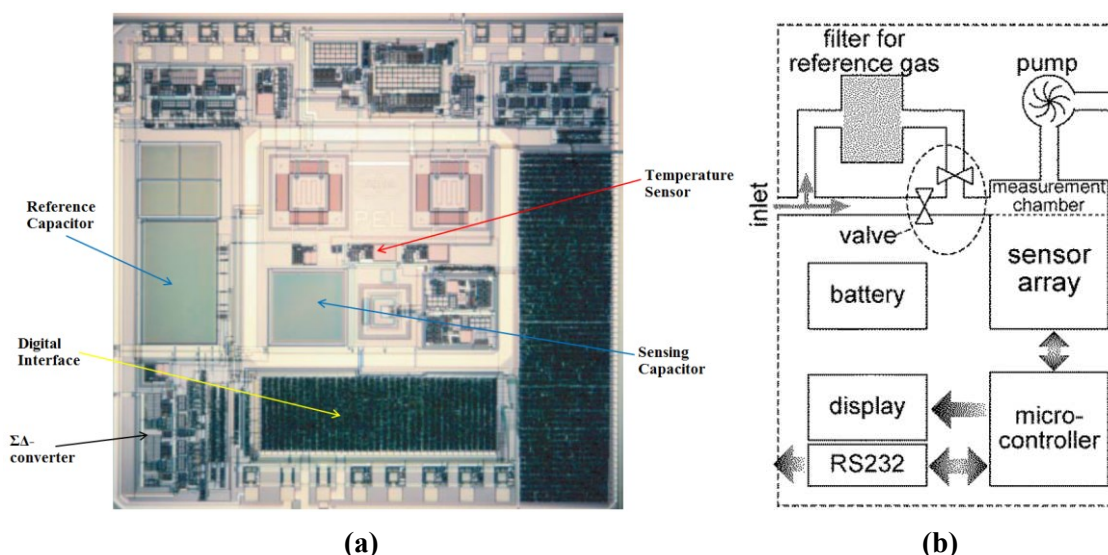 Temperature
Sensor
Reference
Capacitor
Digital
Interface
Sensing
Capacitor
ΣΔ-
converter
(a)
filter for
reference gas
pump
inlet
measurement
chamber
valve
sensor
array
battery
display
micro-
controller
RS232
(b)